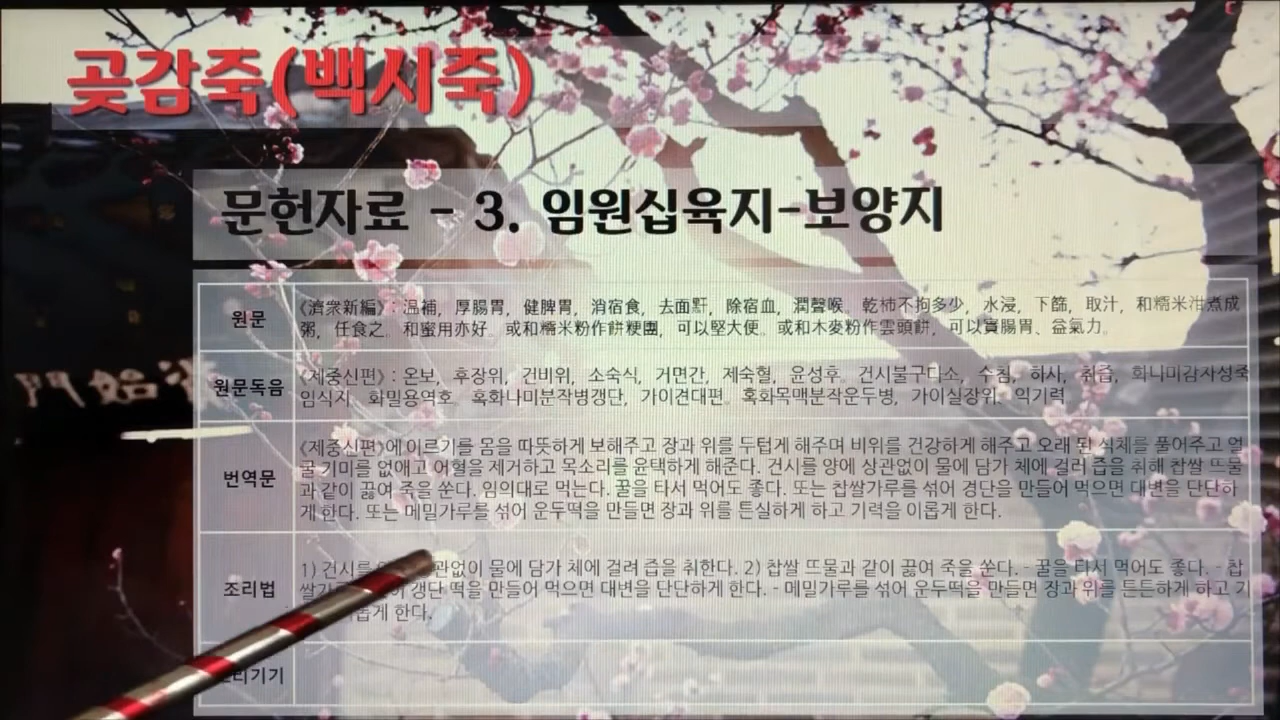 곶감죽(백시죽)
문헌자료 - 3. 임원십육지-보양지
원문
《濟衆新編》: 温補, 厚腸胃, 健脾胃, 消宿食, 去面䵟, 除宿血, 潤聲喉。乾柿不拘多少, 水浸, 下篩, 取汁, 和糯米泔煮成
粥, 任食之。和蜜用亦好。或和糯米粉作餠粳團, 可以堅大便。或和木麥粉作雲頭餠, 可以實腸胃、益氣力。
원문독음
《제중신편》: 온보, 후장위, 건비위, 소숙식, 거면간, 제숙혈, 윤성후。건시불구다소, 수침, 하사, 취즙, 화나미감자성죽
임식지。화밀용역호。혹화나미분작병갱단, 가이견대편。혹화목맥분작운두병, 가이실장위、익기력
번역문
《제중신편》에 이르기를 몸을 따뜻하게 보해주고 장과 위를 두텁게 해주며 비위를 건강하게 해주고 오래 된 식체를 풀어주고 얼
굴 기미를 없애고 어혈을 제거하고 목소리를 윤택하게 해준다. 건시를 양에 상관없이 물에 담가 체에 걸러 즙을 취해 찹쌀 뜨물
과 같이 끓여 죽을 쑨다. 임의대로 먹는다. 꿀을 타서 먹어도 좋다. 또는 찹쌀가루를 섞어 경단을 만들어 먹으면 대변을 단단하
게 한다. 또는 메밀가루를 섞어 운두떡을 만들면 장과 위를 튼실하게 하고 기력을 이롭게 한다.
조리법
1) 건시를 물에 담가 체에 걸려 즙을 취한다. 2) 찹쌀 뜨물과 같이 끓여 죽을 쑨다. - 꿀을 타서 먹어도 좋다. - 찹
갱단 떡을 만들어 먹으면 대변을 단단하게 한다. - 메밀가루를 섞어 운두떡을 만들면 장과 위를 튼튼하게 하고 기
한다.
門始